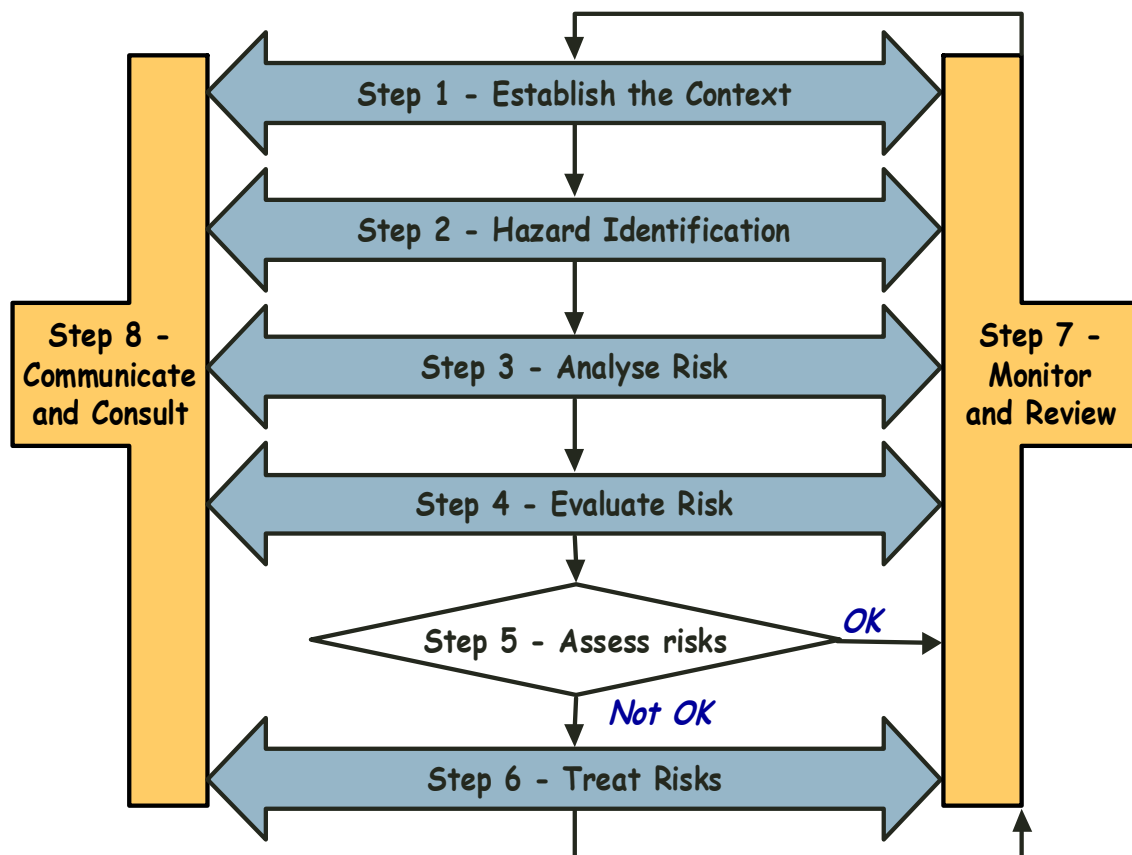 Step 1 - Establish the Context
Step 2 - Hazard Identification
Step 8 -
Communicate
and Consult
Step 7 -
Monitor
and Review
Step 3 - Analyse Risk
Step 4 - Evaluate Risk
Step 5 - Assess risks
OK
Not OK
Step 6 - Treat Risks